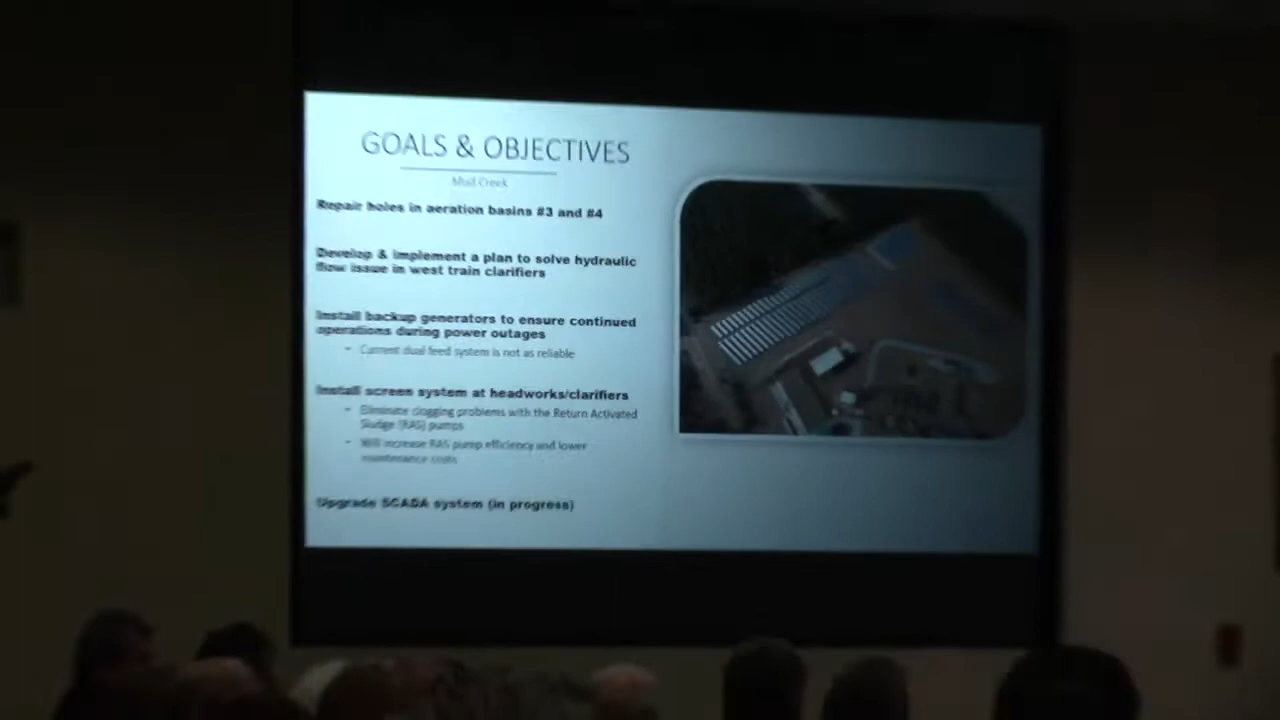 GOALS & OBJECTIVES
Mud Creek
Repair holes in aeration basins #3 and #4
Develop & implement a plan to solve hydraulic
flow issue in west train clarifiers
Install backup generators to ensure continued
operations during power outages
• Current dual feed system is not as reliable
Install screen system at headworks/clarifiers
• Eliminate clogging problems with the Return Activated
Sludge (RAS) pumps
• Will increase RAS pump efficiency and lower
maintenance costs
Upgrade SCADA system (in progress)